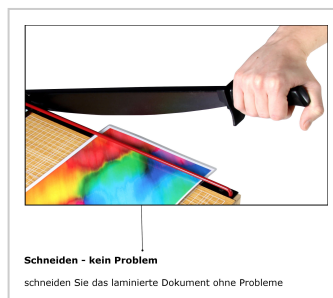 Schneiden - kein Problem
schneiden Sie das laminierte Dokument ohne Probleme